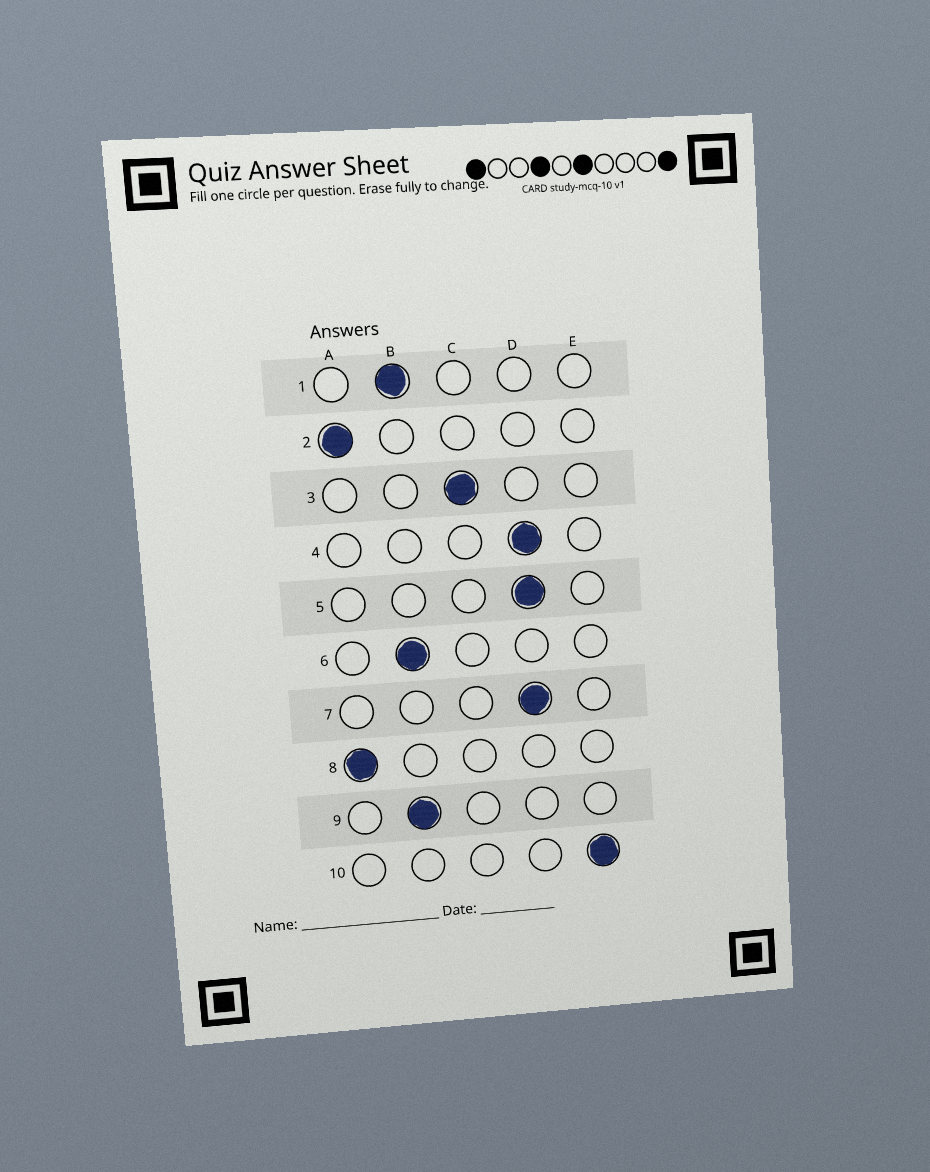 Quiz Answer Sheet
Fill one circle per question. Erase fully to change.
CARD study-mcq-10 v1
Answers
A B C D E
1
2
3
4
5
6
7
8
9
10
Name: Date: